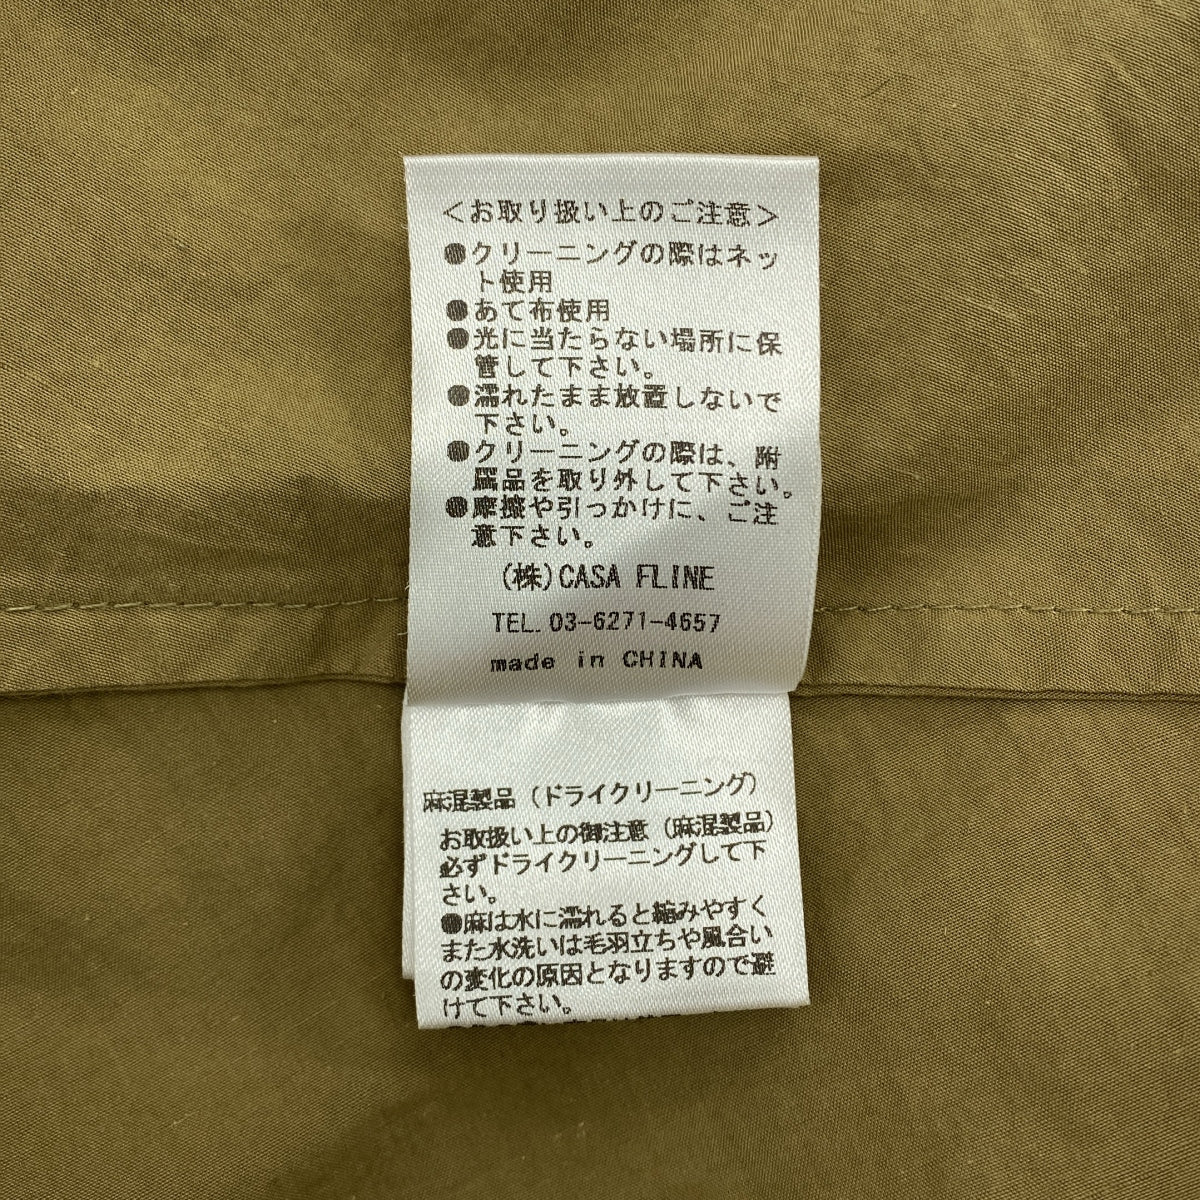 ＜お取り扱い上のご注意＞
●クリーニングの際はネッ
ト使用
●あて布使用
●光に当たらない場所に保
管して下さい。
●濡れたまま放置しないで
下さい。
●クリーニングの際は、附
属品を取り外して下さい。
●摩擦や引っかけに、ご注
意下さい。
(株)CASA FLINE
TEL. 03-6271-4657
made in CHINA
麻混製品（ドライクリーニング）
お取扱い上の御注意（麻混製品）
必ずドライクリーニングして下
さい。
●麻は水に濡れると縮みやすく
また水洗いは毛羽立ちや風合い
の変化の原因となりますので避
けて下さい。